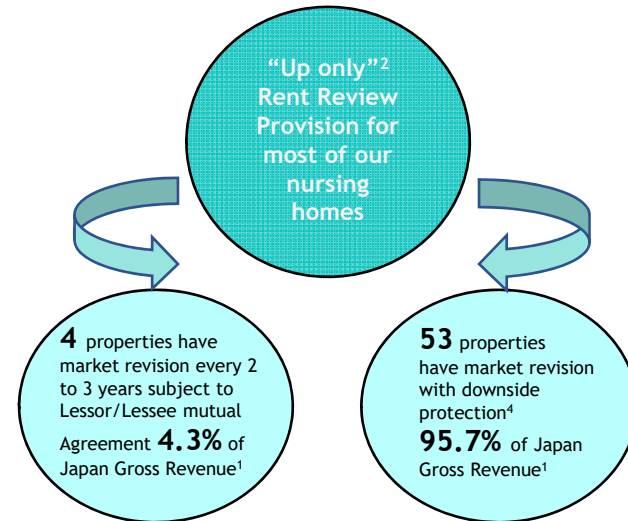 “Up only”²
Rent Review
Provision for
most of our
nursing
homes
4 properties have
market revision every 2
to 3 years subject to
Lessor/Lessee mutual
Agreement 4.3% of
Japan Gross Revenue¹
53 properties
have market revision
with downside
protection⁴
95.7% of Japan
Gross Revenue¹